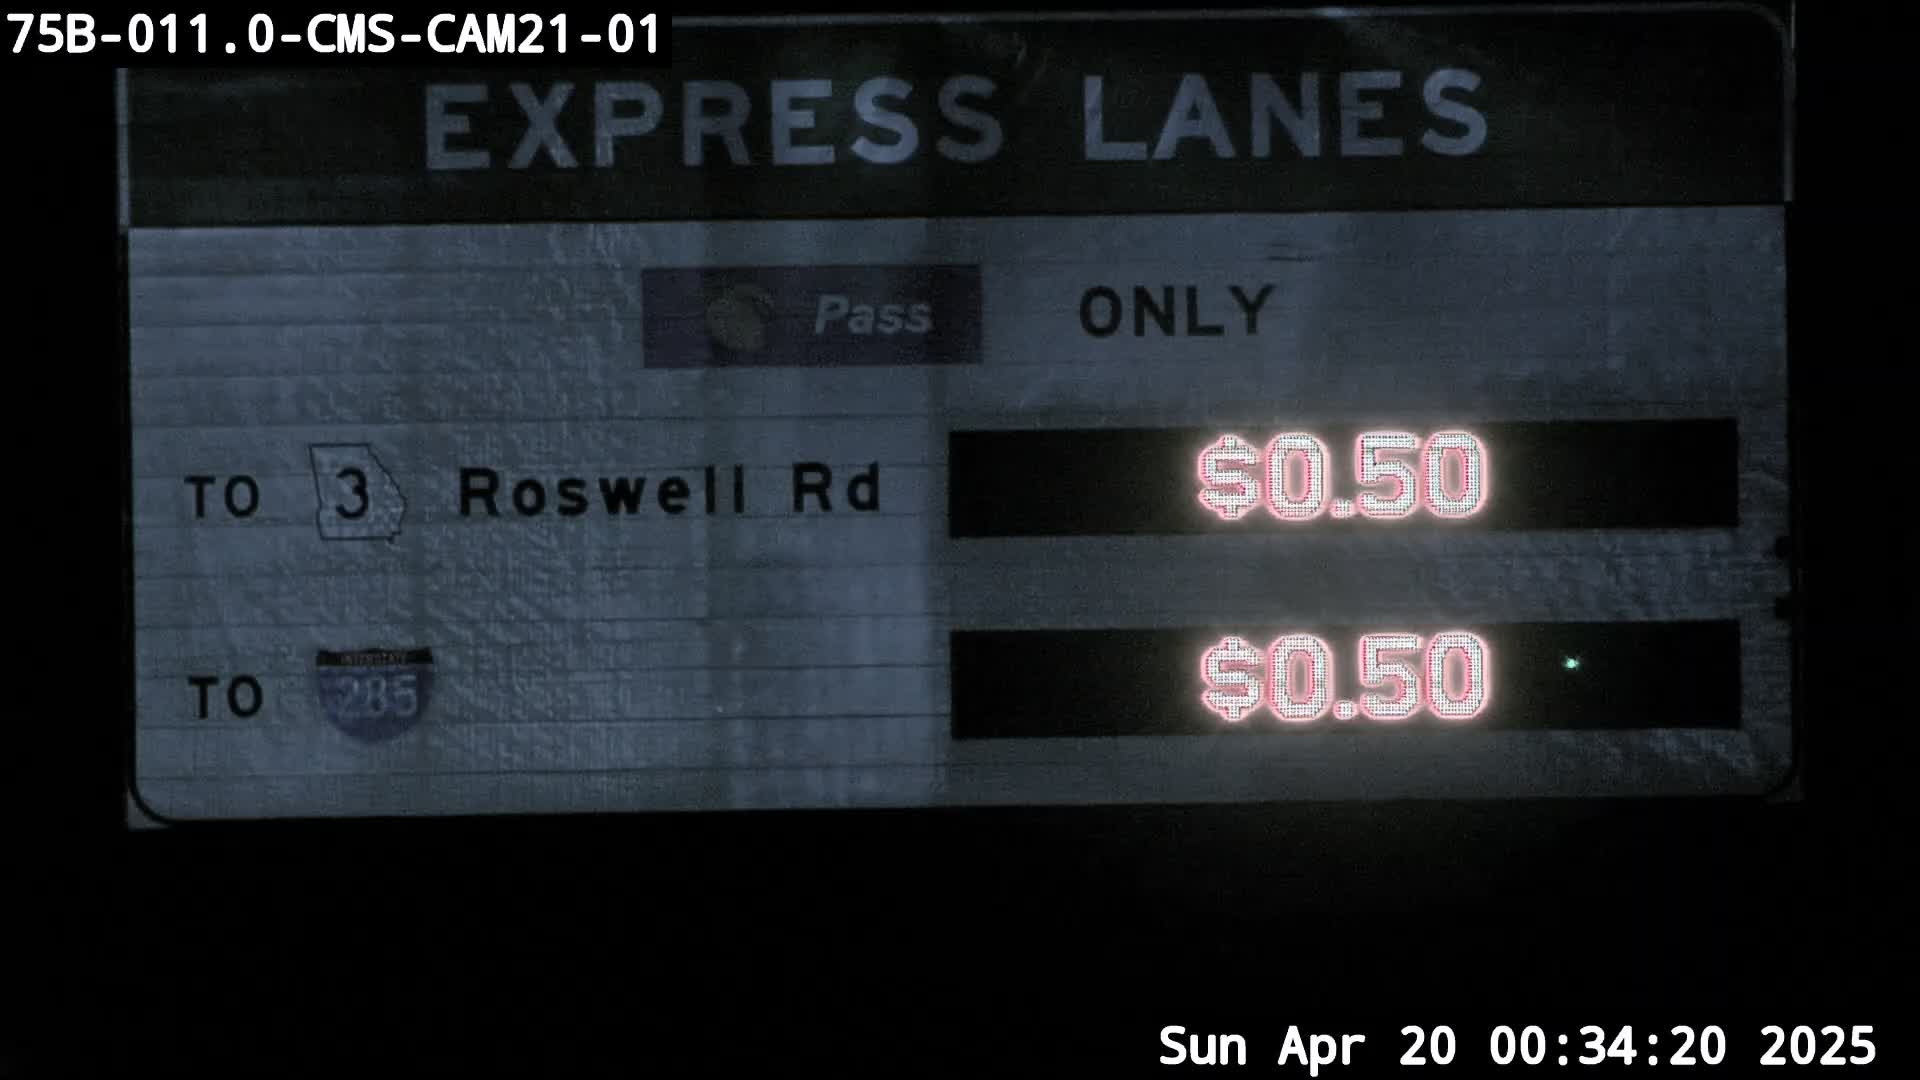 75B-011.0-CMS-CAM21-01
EXPRESS LANES
Pass ONLY
TO 3 Roswell Rd $0.50
TO INTERSTATE 285 $0.50
Sun Apr 20 00:34:20 2025